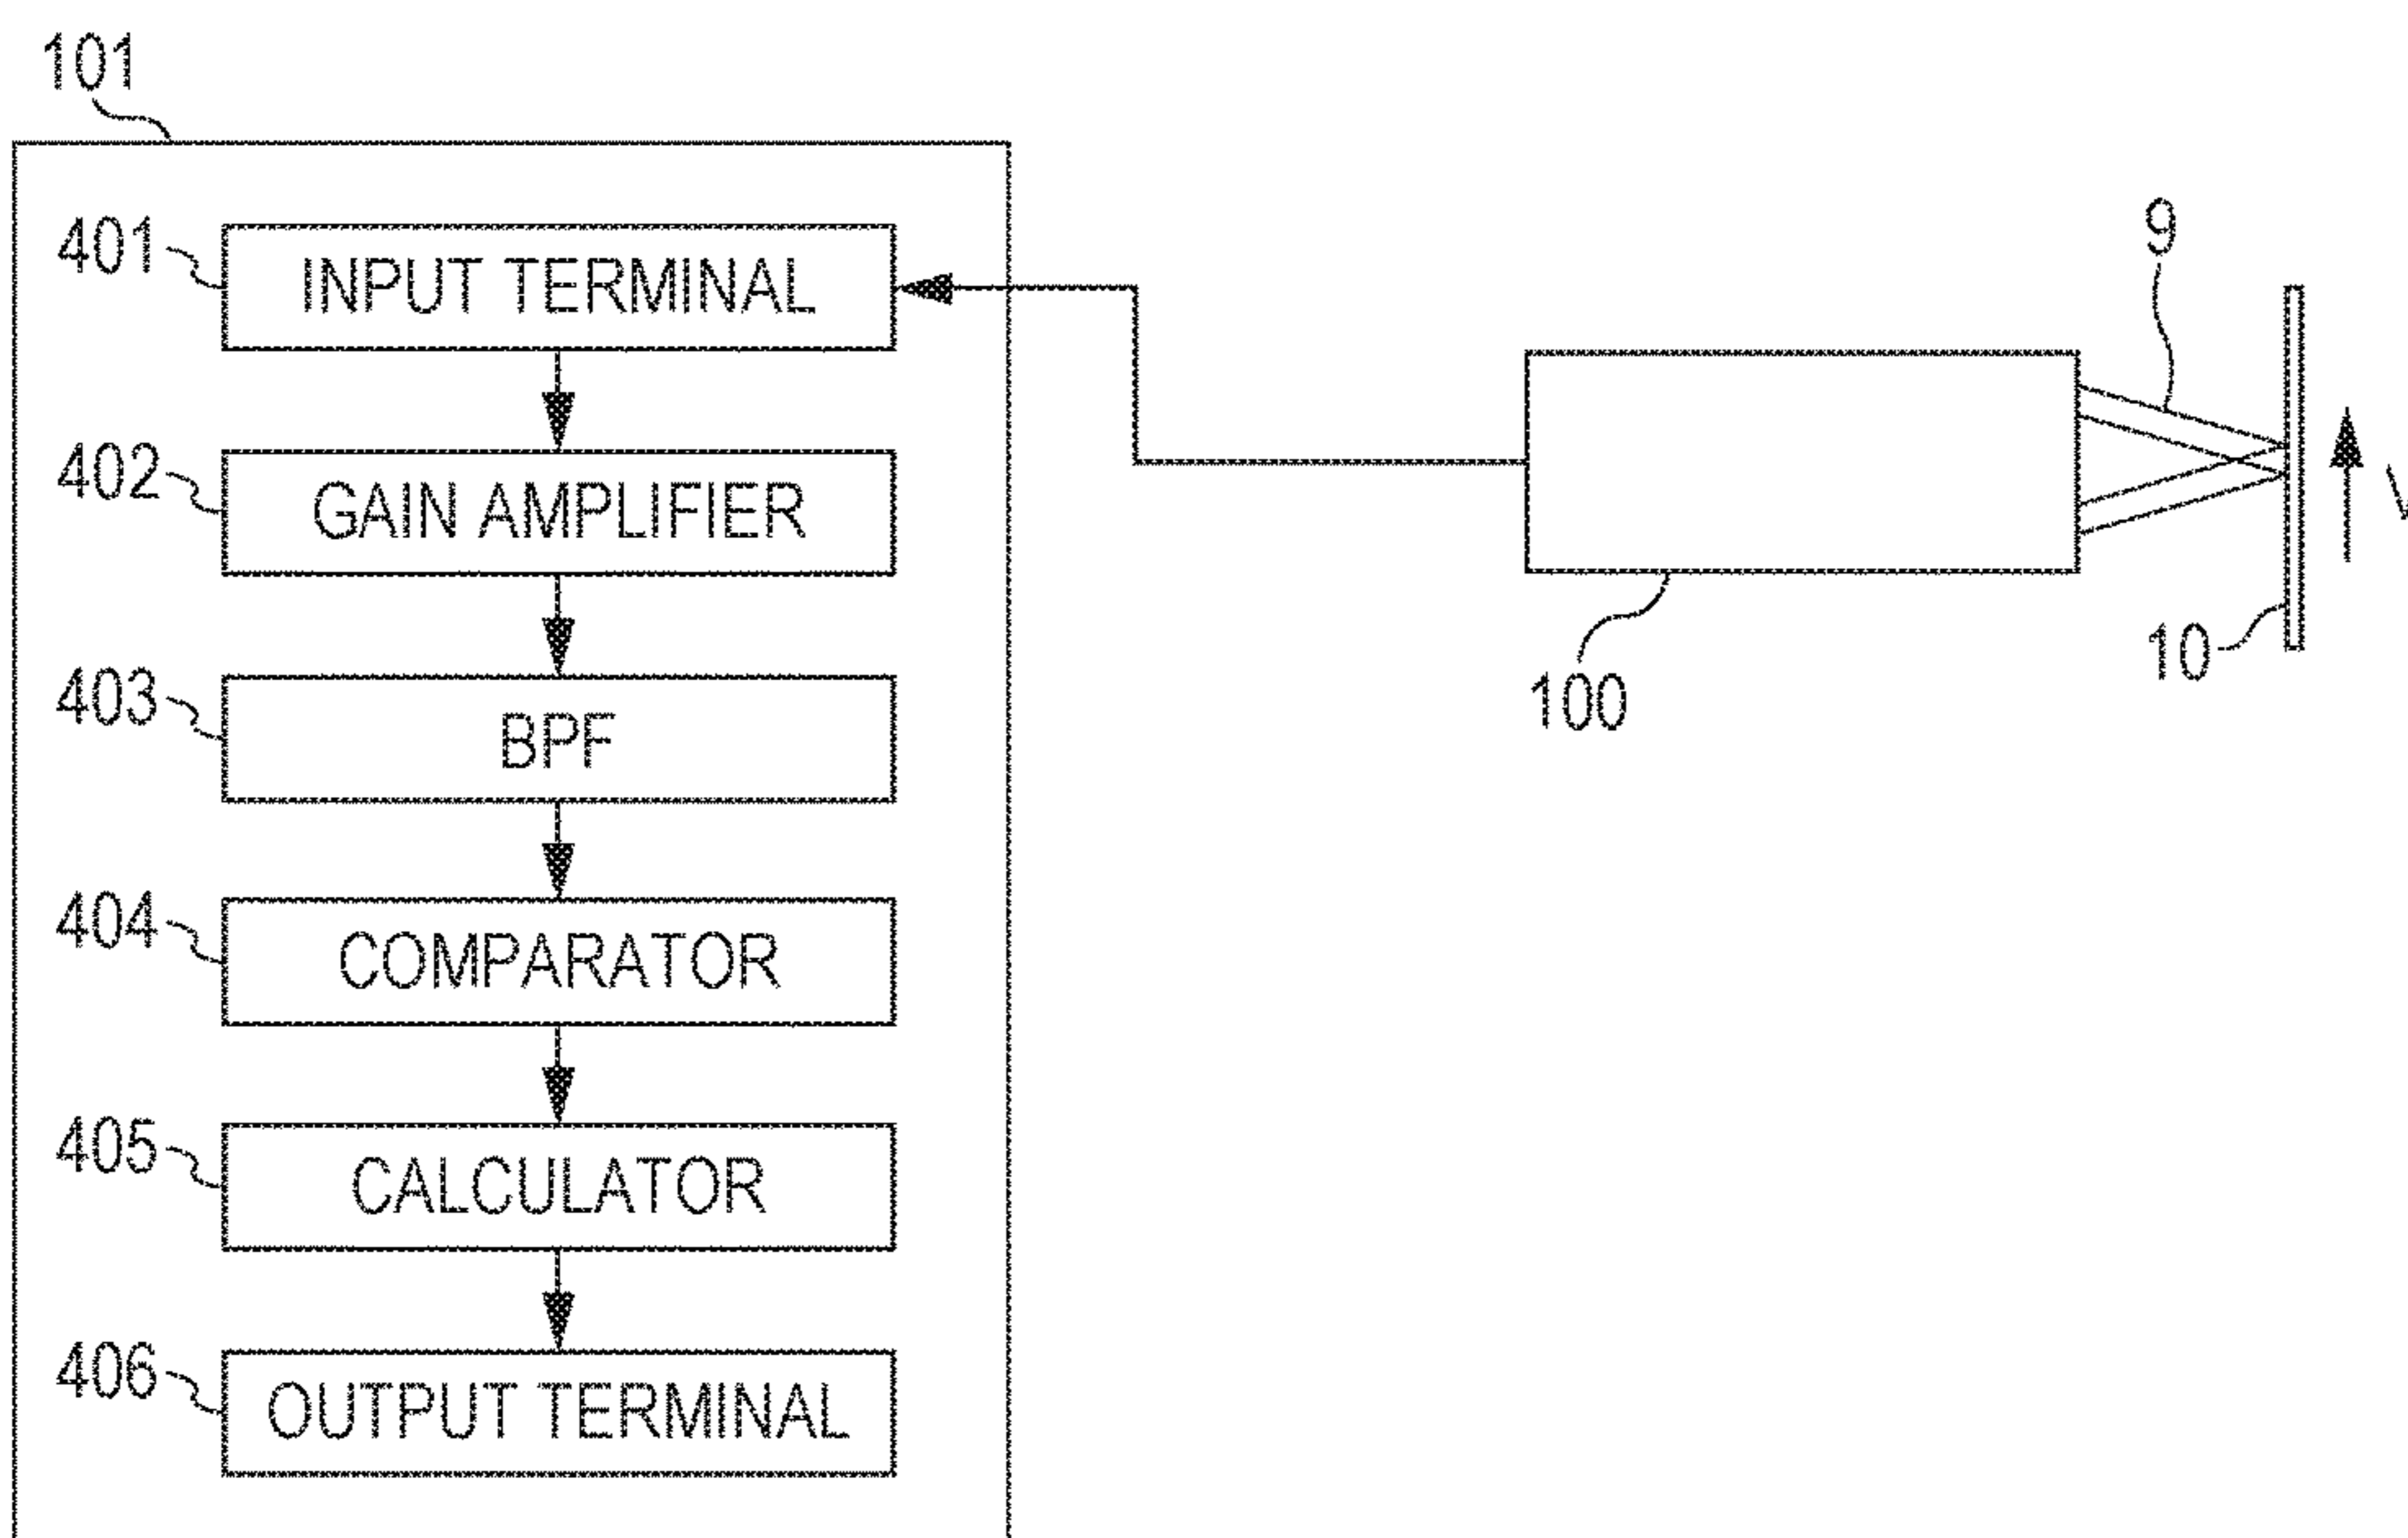 101
401
INPUT TERMINAL
402
GAIN AMPLIFIER
403
BPF
404
COMPARATOR
405
CALCULATOR
406
OUTPUT TERMINAL
9
100
10